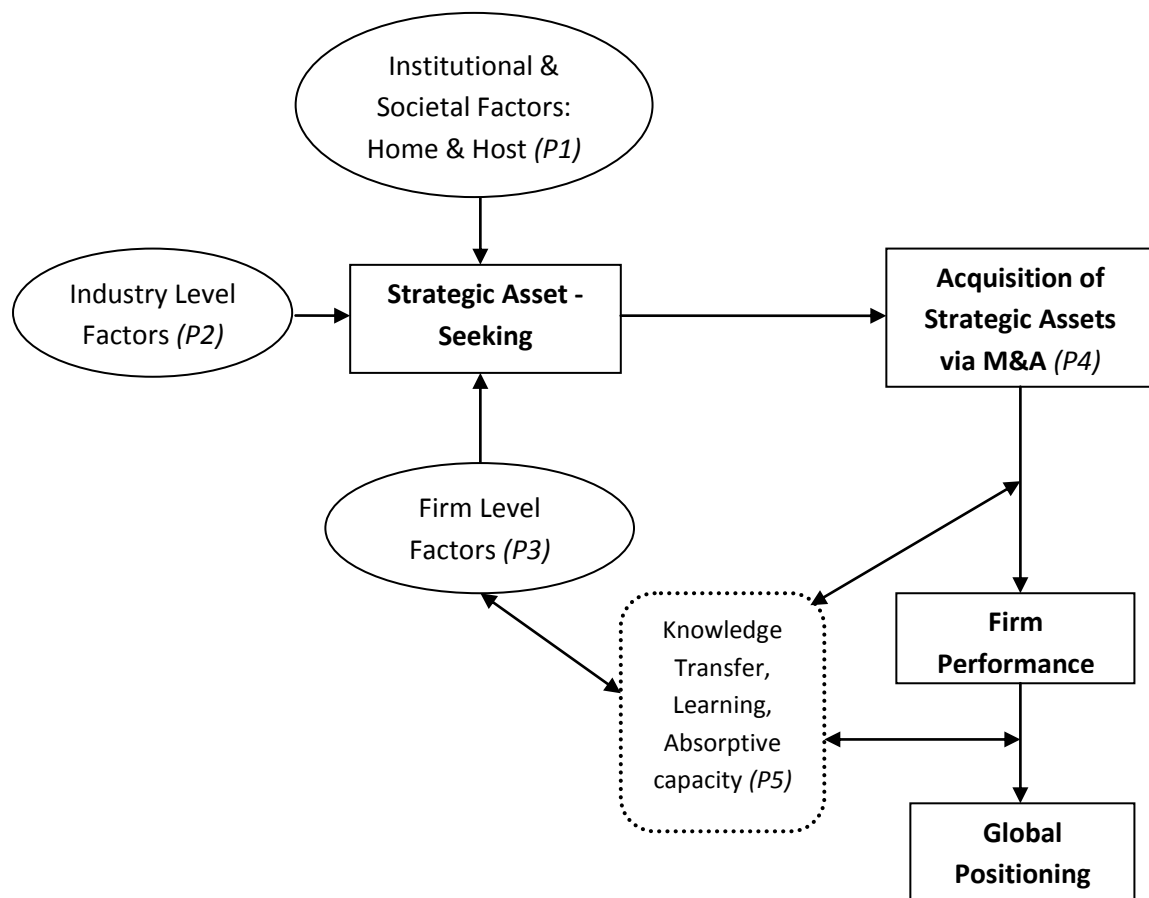 Institutional &
Societal Factors:
Home & Host (P1)
Industry Level
Factors (P2)
Strategic Asset -
Seeking
Acquisition of
Strategic Assets
via M&A (P4)
Firm Level
Factors (P3)
Knowledge
Transfer,
Learning,
Absorptive
capacity (P5)
Firm
Performance
Global
Positioning